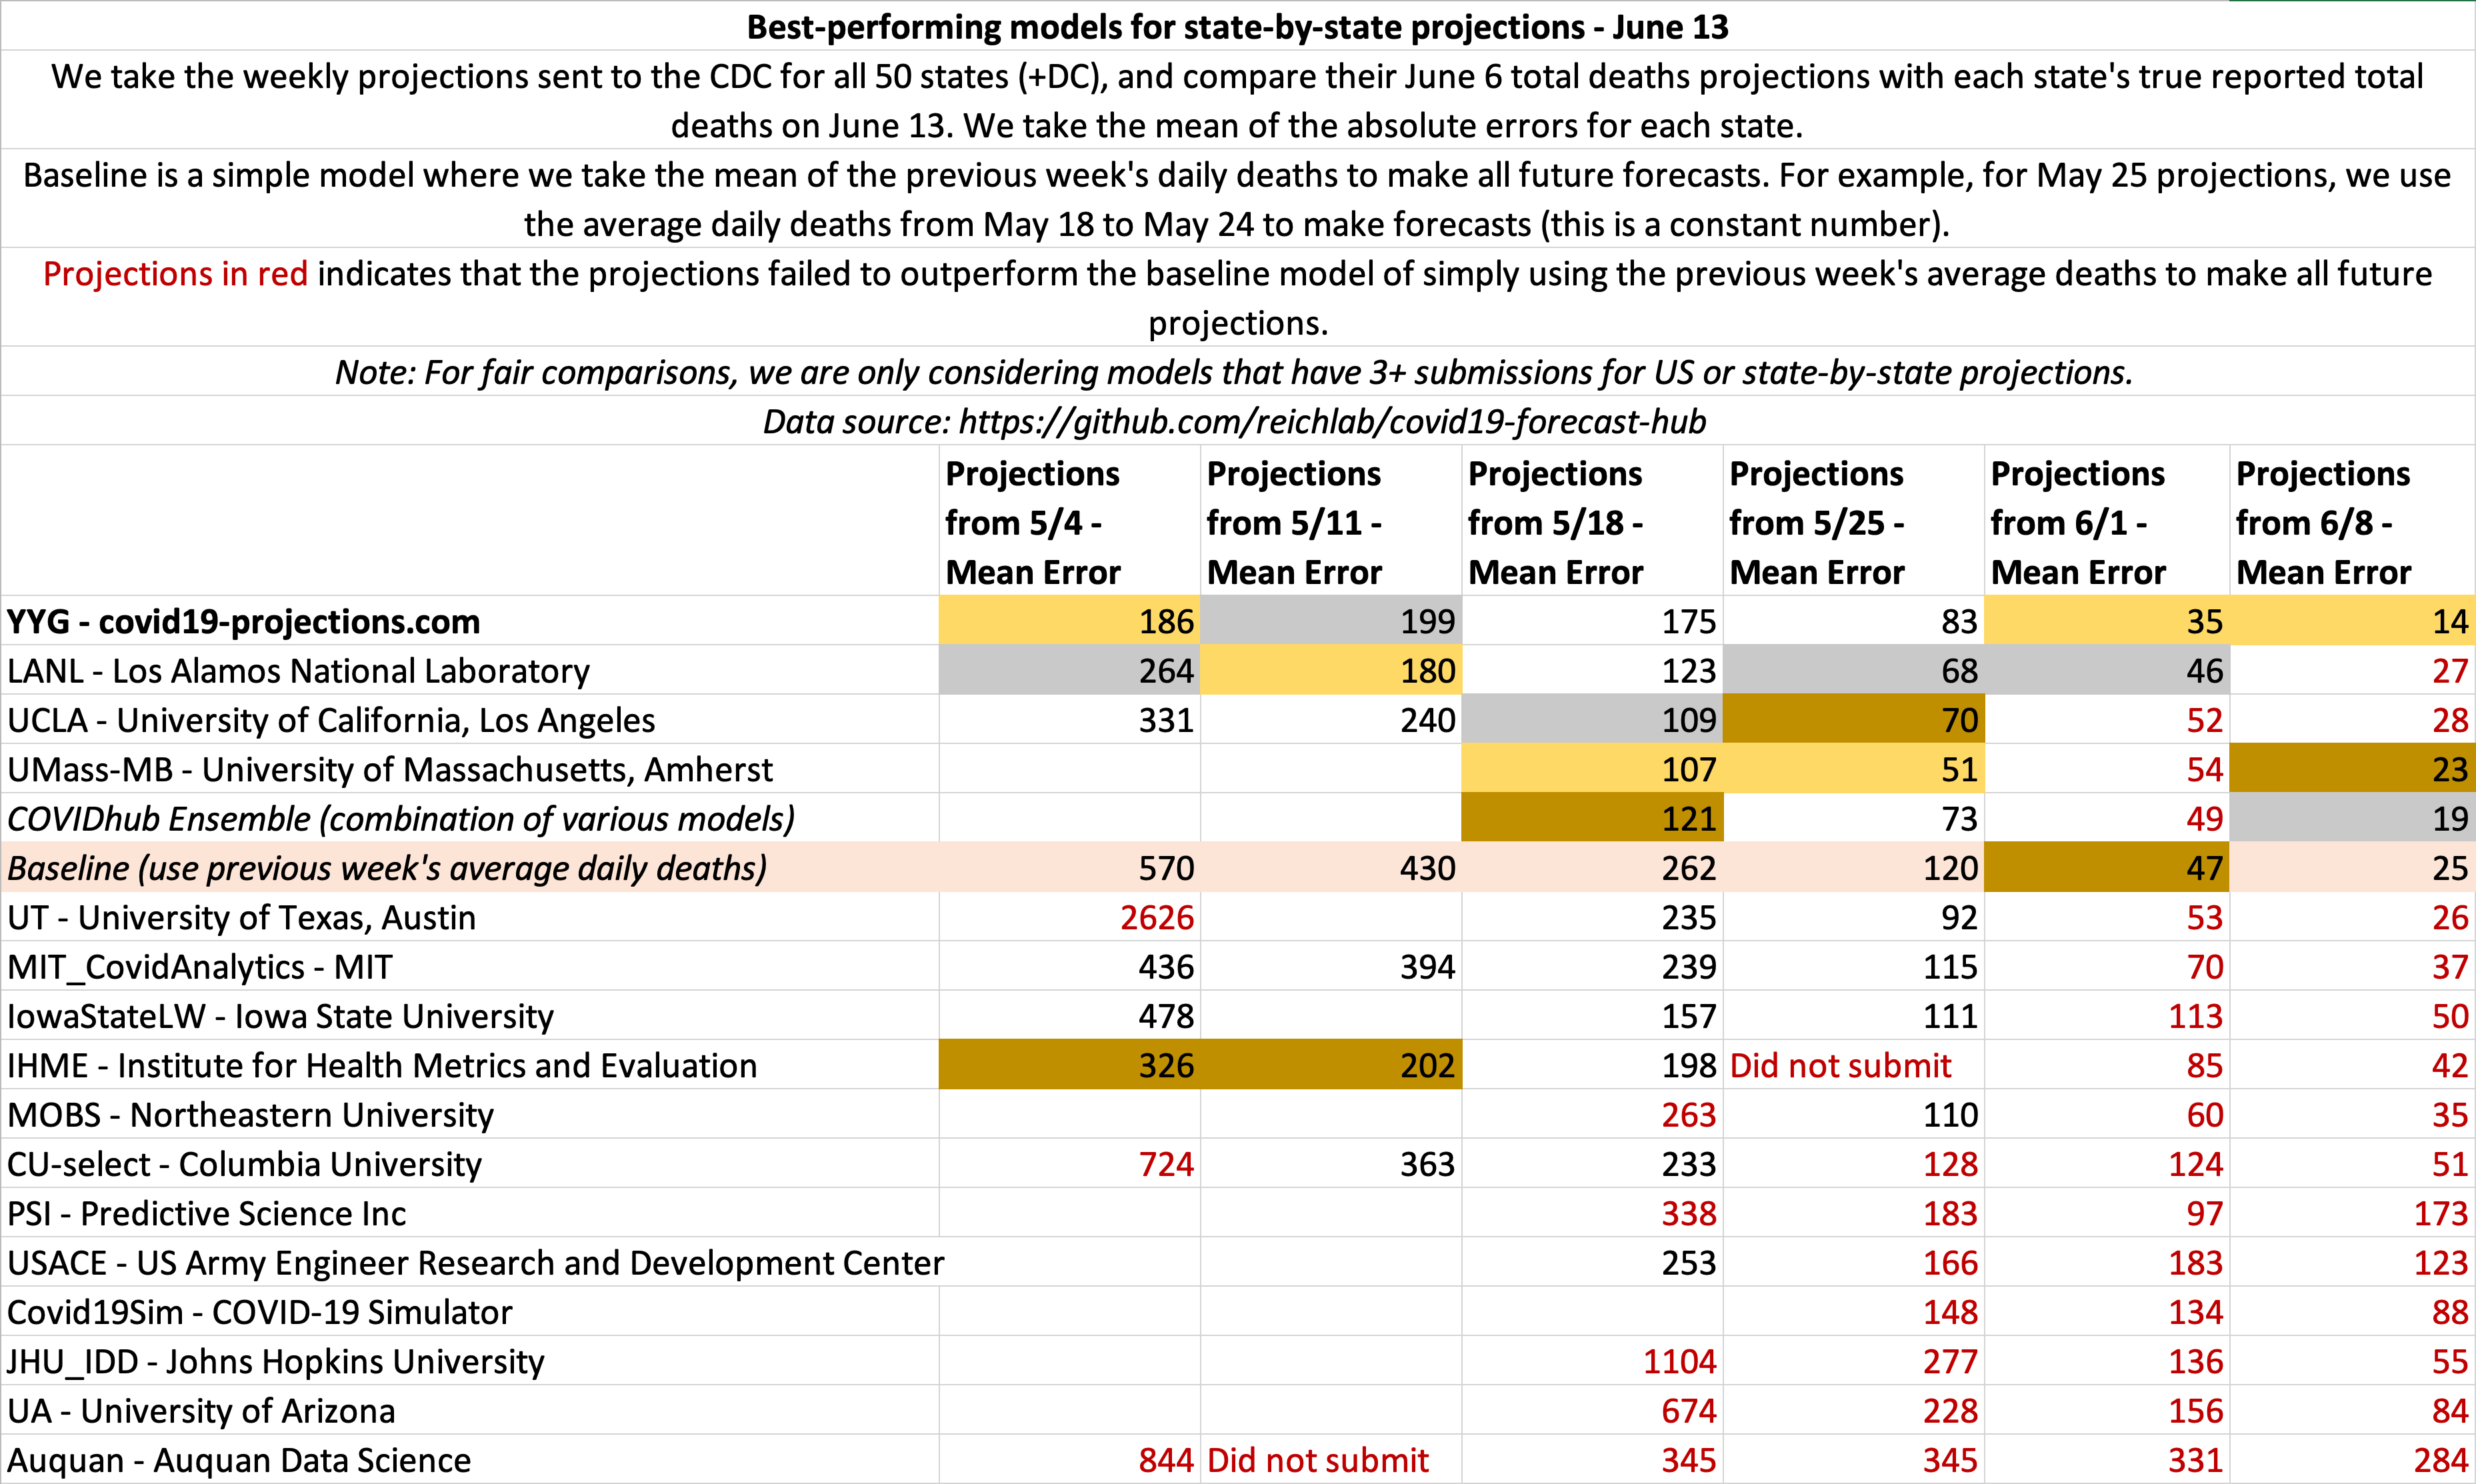 Best-performing models for state-by-state projections - June 13
We take the weekly projections sent to the CDC for all 50 states (+DC), and compare their June 6 total deaths projections with each state's true reported total
deaths on June 13. We take the mean of the absolute errors for each state.
Baseline is a simple model where we take the mean of the previous week's daily deaths to make all future forecasts. For example, for May 25 projections, we use
the average daily deaths from May 18 to May 24 to make forecasts (this is a constant number).
Projections in red indicates that the projections failed to outperform the baseline model of simply using the previous week's average deaths to make all future
projections.
Note: For fair comparisons, we are only considering models that have 3+ submissions for US or state-by-state projections.
Data source: https://github.com/reichlab/covid19-forecast-hub
Projections Projections Projections Projections Projections Projections
from 5/4 - from 5/11 - from 5/18 - from 5/25 - from 6/1 - from 6/8 -
Mean Error Mean Error Mean Error Mean Error Mean Error Mean Error
YYG - covid19-projections.com 186 199 175 83 35 14
LANL - Los Alamos National Laboratory 264 180 123 68 46 27
UCLA - University of California, Los Angeles 331 240 109 70 52 28
UMass-MB - University of Massachusetts, Amherst 107 51 54 23
COVIDhub Ensemble (combination of various models) 121 73 49 19
Baseline (use previous week's average daily deaths) 570 430 262 120 47 25
UT - University of Texas, Austin 2626 235 92 53 26
MIT_CovidAnalytics - MIT 436 394 239 115 70 37
IowaStateLW - Iowa State University 478 157 111 113 50
IHME - Institute for Health Metrics and Evaluation 326 202 198 Did not submit 85 42
MOBS - Northeastern University 263 110 60 35
CU-select - Columbia University 724 363 233 128 124 51
PSI - Predictive Science Inc 338 183 97 173
USACE - US Army Engineer Research and Development Center 253 166 183 123
Covid19Sim - COVID-19 Simulator 148 134 88
JHU_IDD - Johns Hopkins University 1104 277 136 55
UA - University of Arizona 674 228 156 84
Auquan - Auquan Data Science 844 Did not submit 345 345 331 284